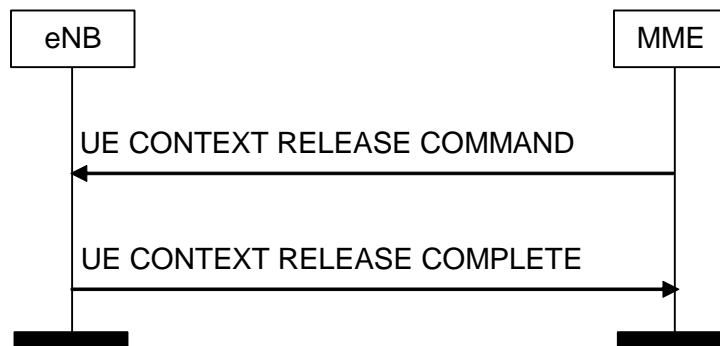 eNB
MME
UE CONTEXT RELEASE COMMAND
UE CONTEXT RELEASE COMPLETE